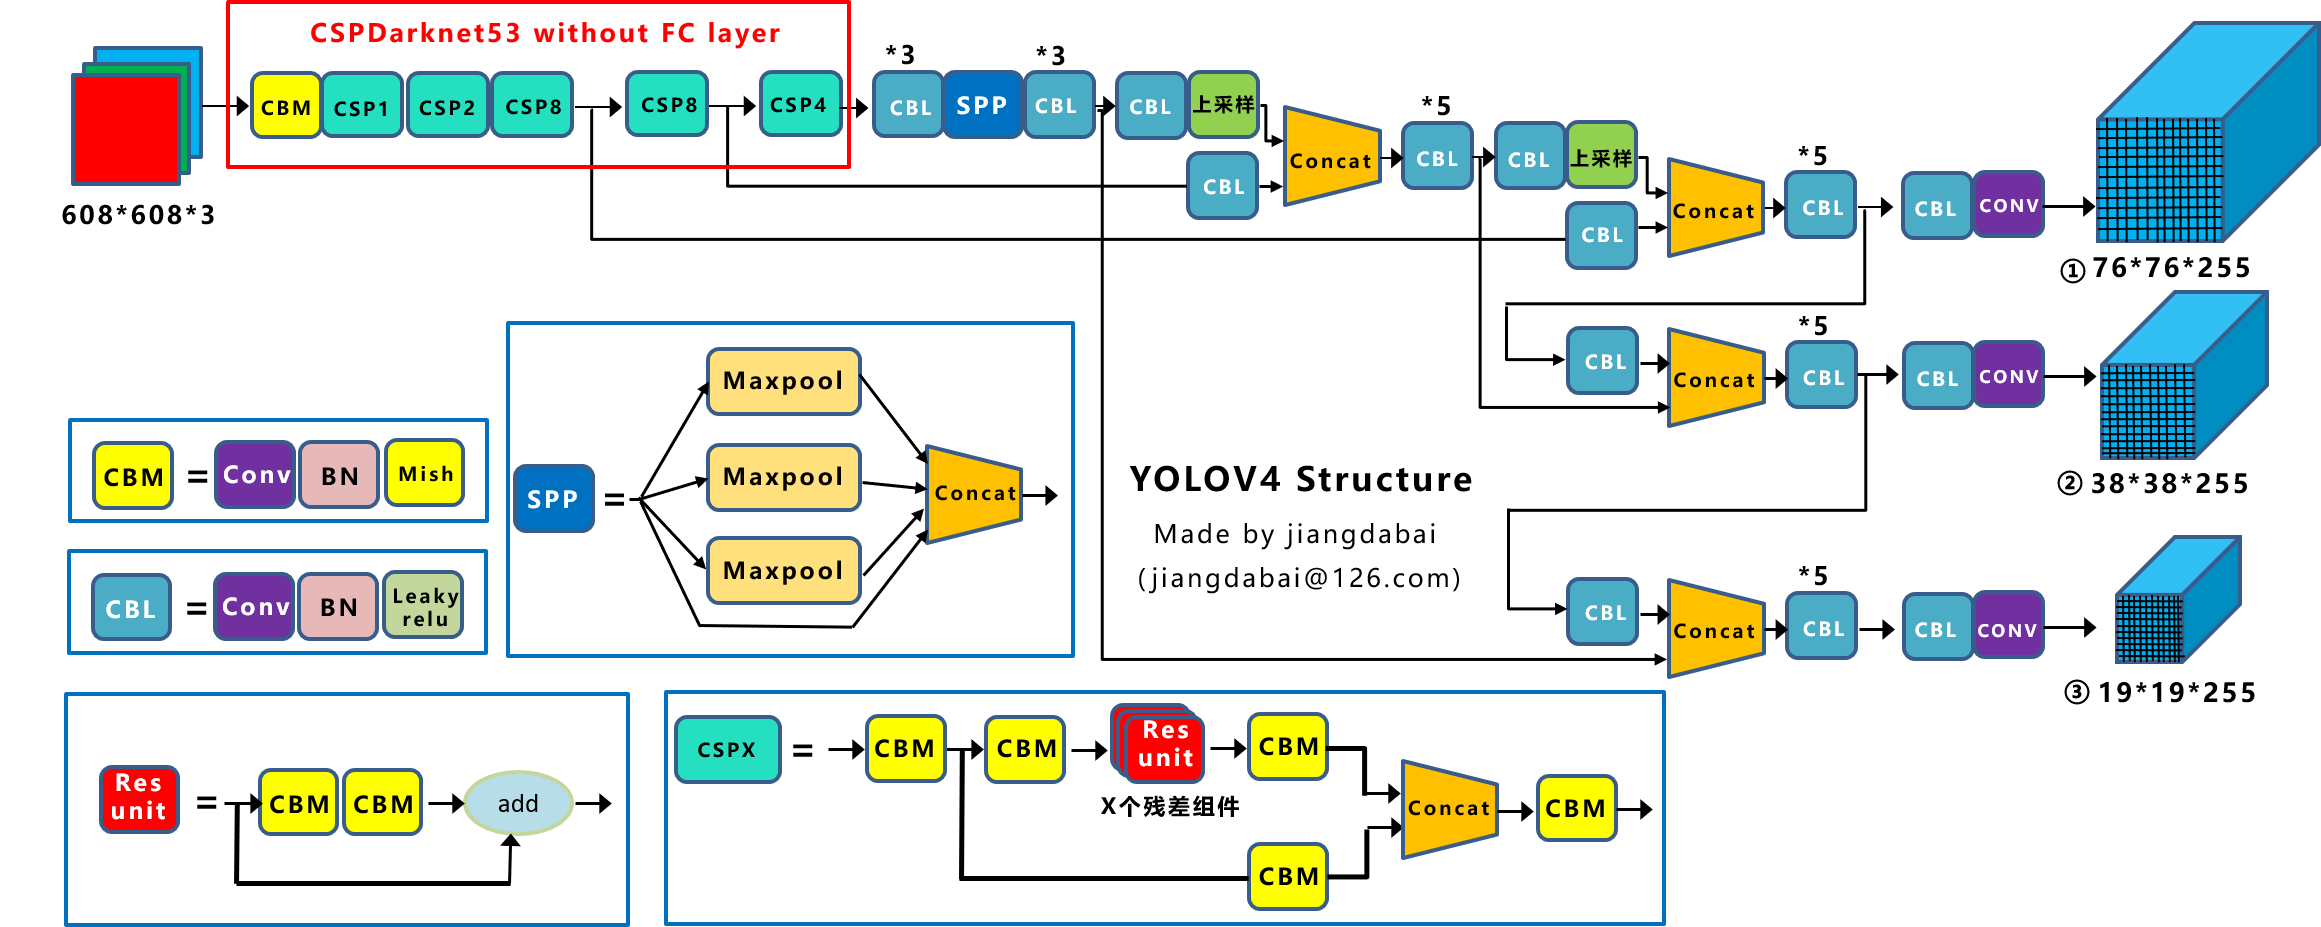 CSPDarknet53 without FC layer
*3
*3
CBM
CSP1
CSP2
CSP8
CSP8
CSP4
CBL
SPP
CBL
CBL
上采样
608*608*3
CBL
Concat
*5
CBL
CBL
上采样
CBL
Concat
*5
CBL
CBL
CONV
① 76*76*255
CBL
Concat
*5
CBL
CBL
CONV
② 38*38*255
CBL
Concat
*5
CBL
CBL
CONV
③ 19*19*255
YOLOV4 Structure
Made by jiangdabai
(jiangdabai@126.com)
CBM = Conv BN Mish
CBL = Conv BN Leaky relu
SPP =
Maxpool
Maxpool
Maxpool
Concat
Res unit = CBM CBM add
CSPX = CBM CBM Res unit CBM
X个残差组件
CBM
Concat
CBM